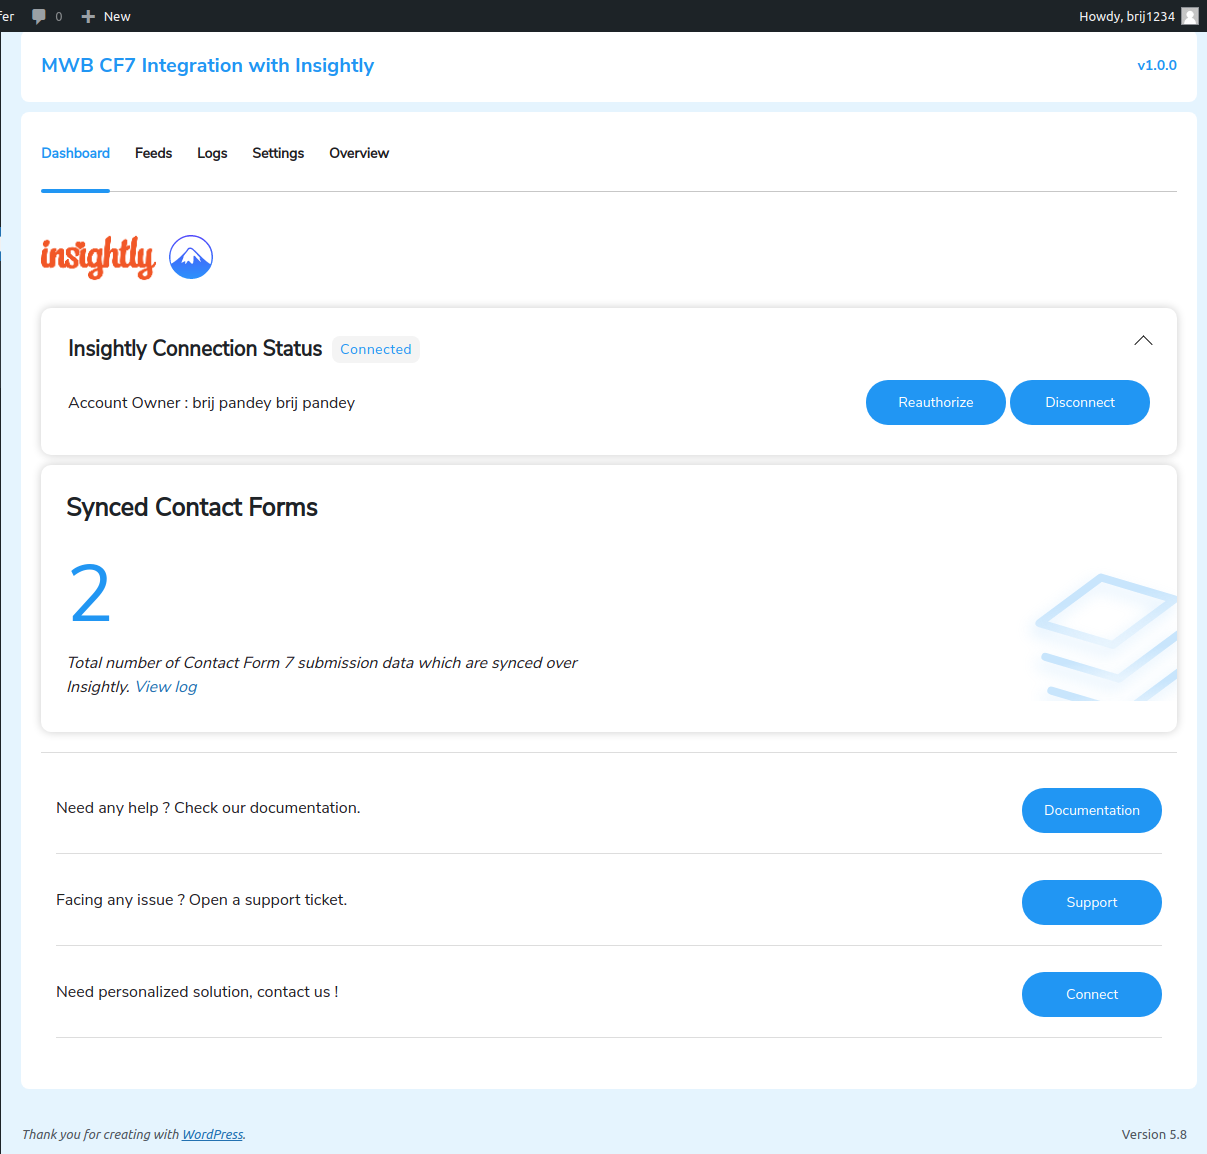 fer 0 New Howdy, brij1234
MWB CF7 Integration with Insightly v1.0.0
Dashboard Feeds Logs Settings Overview
insightly
Insightly Connection Status Connected
Account Owner : brij pandey brij pandey Reauthorize Disconnect
Synced Contact Forms
2
Total number of Contact Form 7 submission data which are synced over
Insightly. View log
Need any help ? Check our documentation. Documentation
Facing any issue ? Open a support ticket. Support
Need personalized solution, contact us ! Connect
Thank you for creating with WordPress. Version 5.8